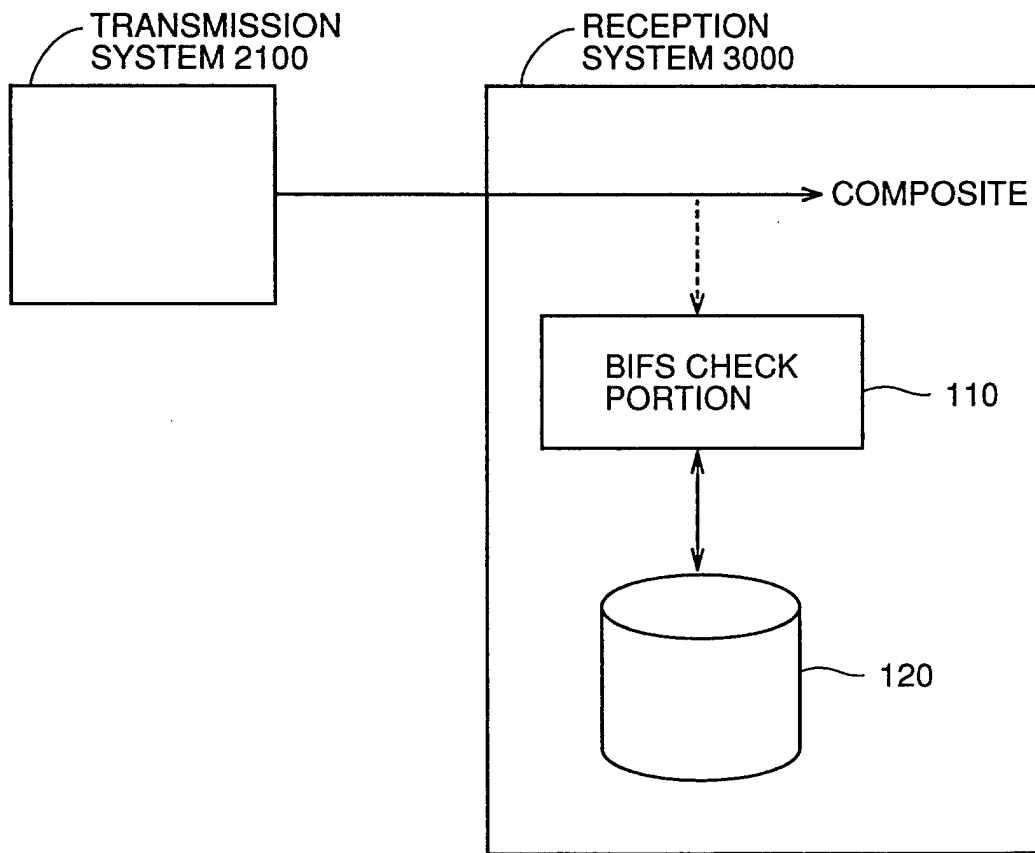 TRANSMISSION
SYSTEM 2100
RECEPTION
SYSTEM 3000
COMPOSITE
BIFS CHECK
PORTION
110
120